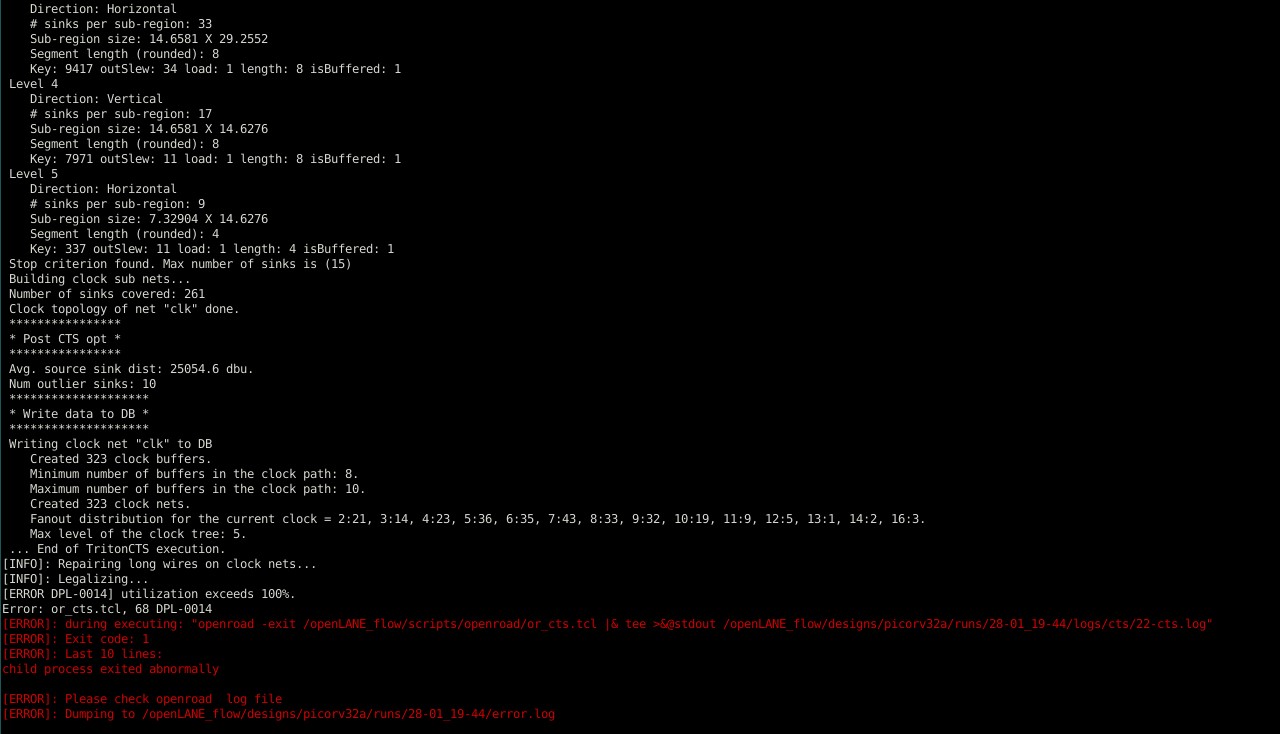 Direction: Horizontal
# sinks per sub-region: 33
Sub-region size: 14.6581 X 29.2552
Segment length (rounded): 8
Key: 9417 outSlew: 34 load: 1 length: 8 isBuffered: 1
Level 4
Direction: Vertical
# sinks per sub-region: 17
Sub-region size: 14.6581 X 14.6276
Segment length (rounded): 8
Key: 7971 outSlew: 11 load: 1 length: 8 isBuffered: 1
Level 5
Direction: Horizontal
# sinks per sub-region: 9
Sub-region size: 7.32904 X 14.6276
Segment length (rounded): 4
Key: 337 outSlew: 11 load: 1 length: 4 isBuffered: 1
Stop criterion found. Max number of sinks is (15)
Building clock sub nets...
Number of sinks covered: 261
Clock topology of net "clk" done.
****************
* Post CTS opt *
****************
Avg. source sink dist: 25054.6 dbu.
Num outlier sinks: 10
********************
* Write data to DB *
********************
Writing clock net "clk" to DB
Created 323 clock buffers.
Minimum number of buffers in the clock path: 8.
Maximum number of buffers in the clock path: 10.
Created 323 clock nets.
Fanout distribution for the current clock = 2:21, 3:14, 4:23, 5:36, 6:35, 7:43, 8:33, 9:32, 10:19, 11:9, 12:5, 13:1, 14:2, 16:3.
Max level of the clock tree: 5.
... End of TritonCTS execution.
[INFO]: Repairing long wires on clock nets...
[INFO]: Legalizing...
[ERROR DPL-0014] utilization exceeds 100%.
Error: or_cts.tcl, 68 DPL-0014
[ERROR]: during executing: "openroad -exit /openLANE_flow/scripts/openroad/or_cts.tcl |& tee >&@stdout /openLANE_flow/designs/picorv32a/runs/28-01_19-44/logs/cts/22-cts.log"
[ERROR]: Exit code: 1
[ERROR]: Last 10 lines:
child process exited abnormally
[ERROR]: Please check openroad  log file
[ERROR]: Dumping to /openLANE_flow/designs/picorv32a/runs/28-01_19-44/error.log